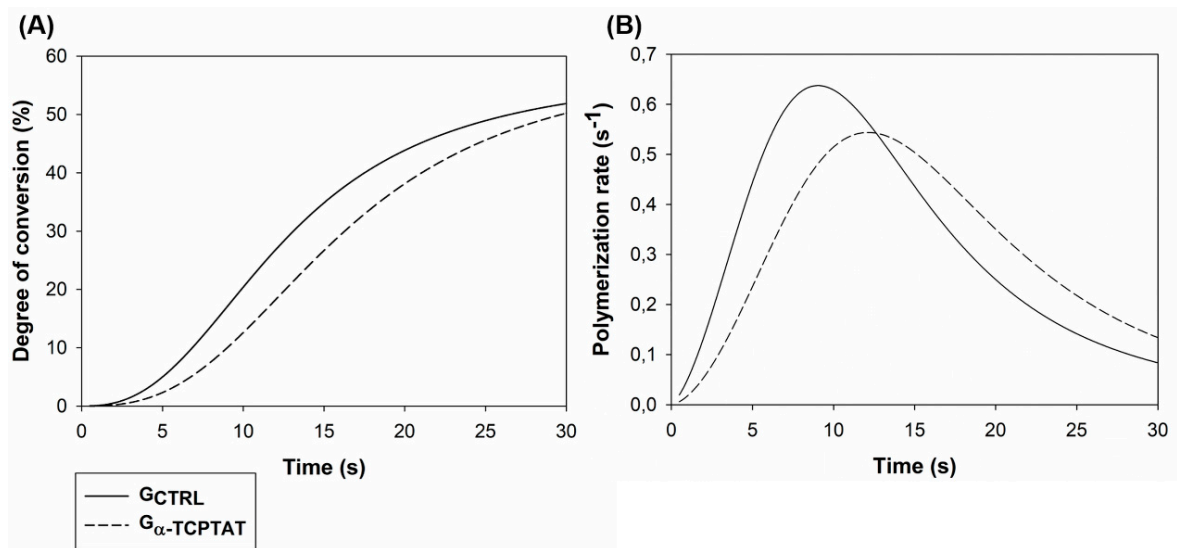 (A)
Degree of conversion (%)
60
50
40
30
20
10
0
0 5 10 15 20 25 30
Time (s)
GCTRL
Gα-TCPTAT
(B)
Polymerization rate (s-1)
0,7
0,6
0,5
0,4
0,3
0,2
0,1
0,0
0 5 10 15 20 25 30
Time (s)